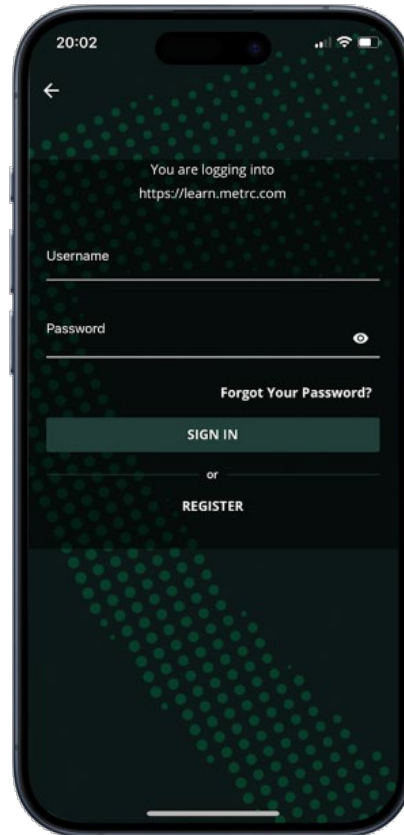 20:02
You are logging into
https://learn.metrc.com
Username
Password
Forgot Your Password?
SIGN IN
or
REGISTER